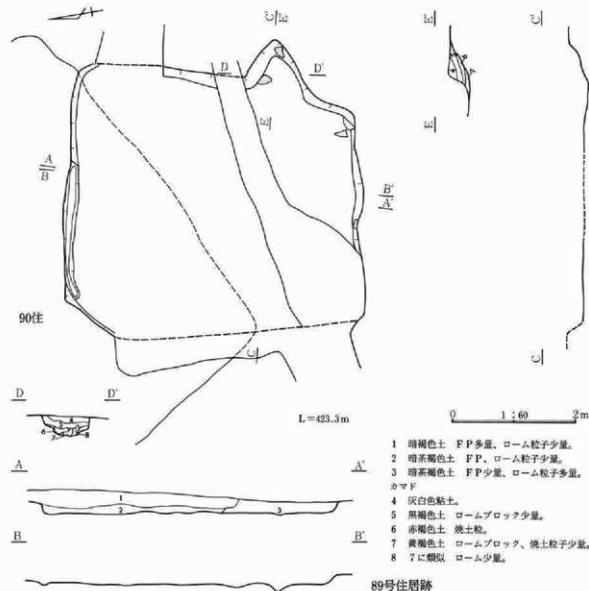 C' E'
E' C'
D D'
E E
A
B
B'
A'
90住
C C
D D'
L=423.3m
4
6 8
7
0 1:60 2m
1 暗褐色土 FP多量、ローム粒子少量。
2 暗茶褐色土 FP、ローム粒子少量。
3 暗茶褐色土 FP少量、ローム粒子多量。
カマド
4 灰白色粘土。
5 黒褐色土 ロームブロック少量。
6 赤褐色土 焼土粒。
7 黄褐色土 ロームブロック、焼土粒子少量。
8 7に類似 ローム少量。
A A'
1
2 3
B B'
89号住居跡